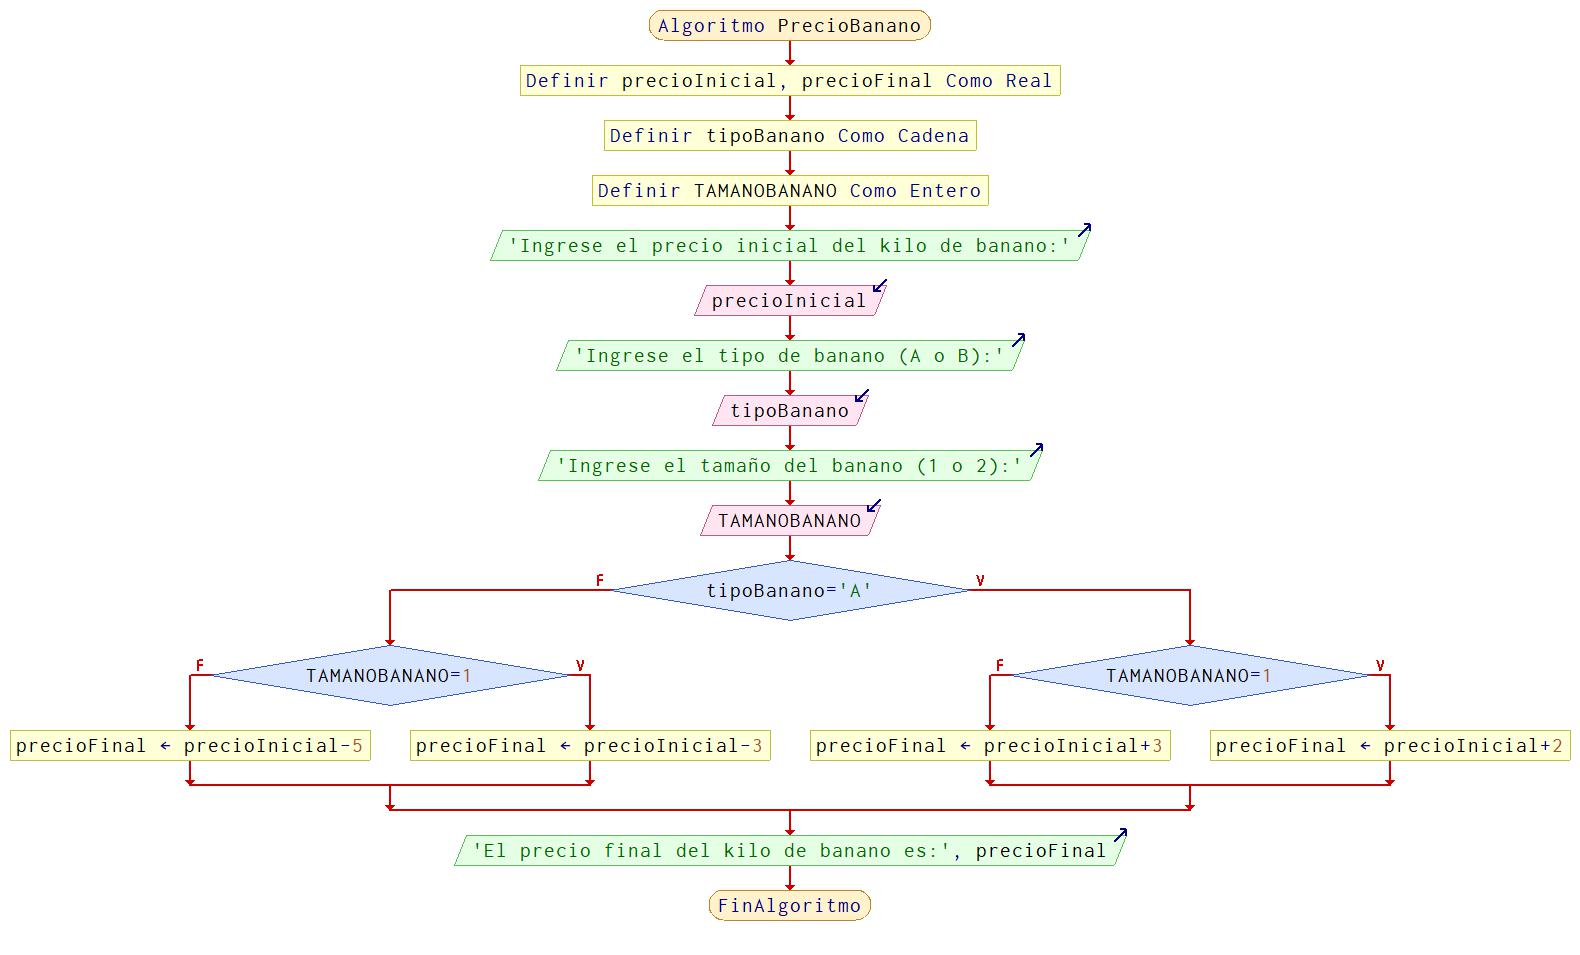 Algoritmo PrecioBanano
Definir precioInicial, precioFinal Como Real
Definir tipoBanano Como Cadena
Definir TAMANOBANANO Como Entero
'Ingrese el precio inicial del kilo de banano:'
precioInicial
'Ingrese el tipo de banano (A o B):'
tipoBanano
'Ingrese el tamaño del banano (1 o 2):'
TAMANOBANANO
F
tipoBanano='A'
V
F
TAMANOBANANO=1
V
F
TAMANOBANANO=1
V
precioFinal ← precioInicial-5
precioFinal ← precioInicial-3
precioFinal ← precioInicial+3
precioFinal ← precioInicial+2
'El precio final del kilo de banano es:', precioFinal
FinAlgoritmo